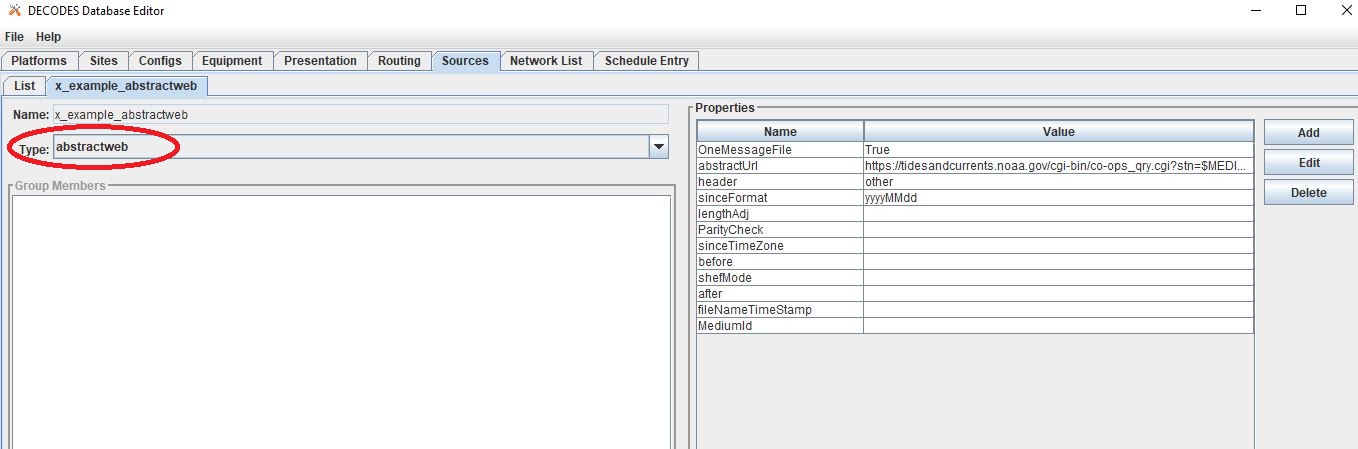 DECODES Database Editor
File Help
Platforms Sites Configs Equipment Presentation Routing Sources Network List Schedule Entry
List x_example_abstractweb
Name: x_example_abstractweb
Type: abstractweb
Group Members
Properties
Name Value
OneMessageFile True
abstractUrl https://tidesandcurrents.noaa.gov/cgi-bin/co-ops_qry.cgi?stn=$MEDI...
header other
sinceFormat yyyyMMdd
lengthAdj
ParityCheck
sinceTimeZone
before
shefMode
after
fileNameTimeStamp
MediumId
Add
Edit
Delete